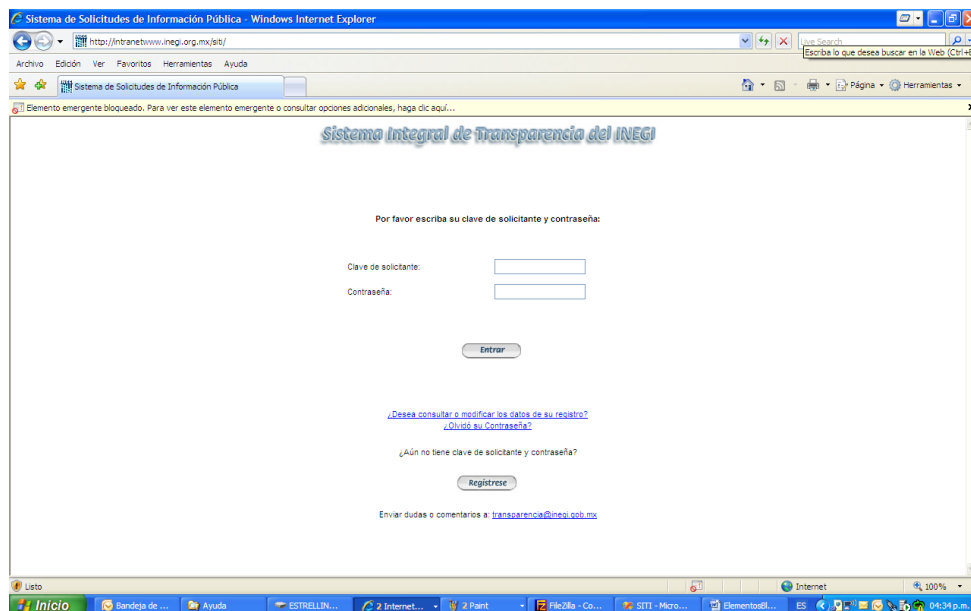 Sistema de Solicitudes de Información Pública - Windows Internet Explorer
http://intranetwww.inegi.org.mx/siti/
Live Search
Escriba lo que desea buscar en la Web (Ctrl+E
Archivo Edición Ver Favoritos Herramientas Ayuda
Sistema de Solicitudes de Información Pública
Página Herramientas
Elemento emergente bloqueado. Para ver este elemento emergente o consultar opciones adicionales, haga clic aquí...
Sistema Integral de Transparencia del INEGI
Por favor escriba su clave de solicitante y contraseña:
Clave de solicitante:
Contraseña:
Entrar
¿Desea consultar o modificar los datos de su registro?
¿Olvidó su Contraseña?
¿Aún no tiene clave de solicitante y contraseña?
Regístrese
Enviar dudas o comentarios a: transparencia@inegi.gob.mx
Listo
Internet
100%
Inicio
Bandeja de ...
Ayuda
ESTRELLIN...
2 Internet...
2 Paint
FileZilla - Co...
SITI - Micro...
ElementosBl...
ES
04:34 p.m.